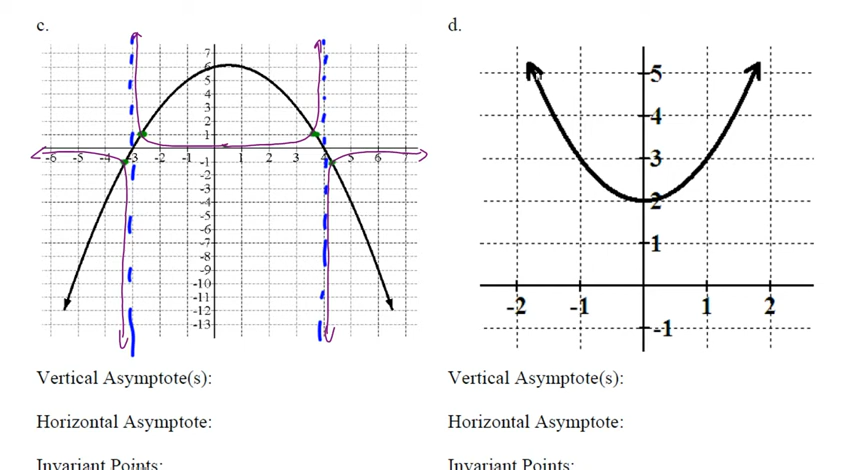 c.
d.
7
6
5
4
3
2
1
-6 -5 -4 -3 -2 -1 1 2 3 4 5 6
-1
-2
-3
-4
-5
-6
-7
-8
-9
-10
-11
-12
-13
5
4
3
2
1
-2 -1 1 2
-1
Vertical Asymptote(s):
Vertical Asymptote(s):
Horizontal Asymptote:
Horizontal Asymptote:
Invariant Points:
Invariant Points: